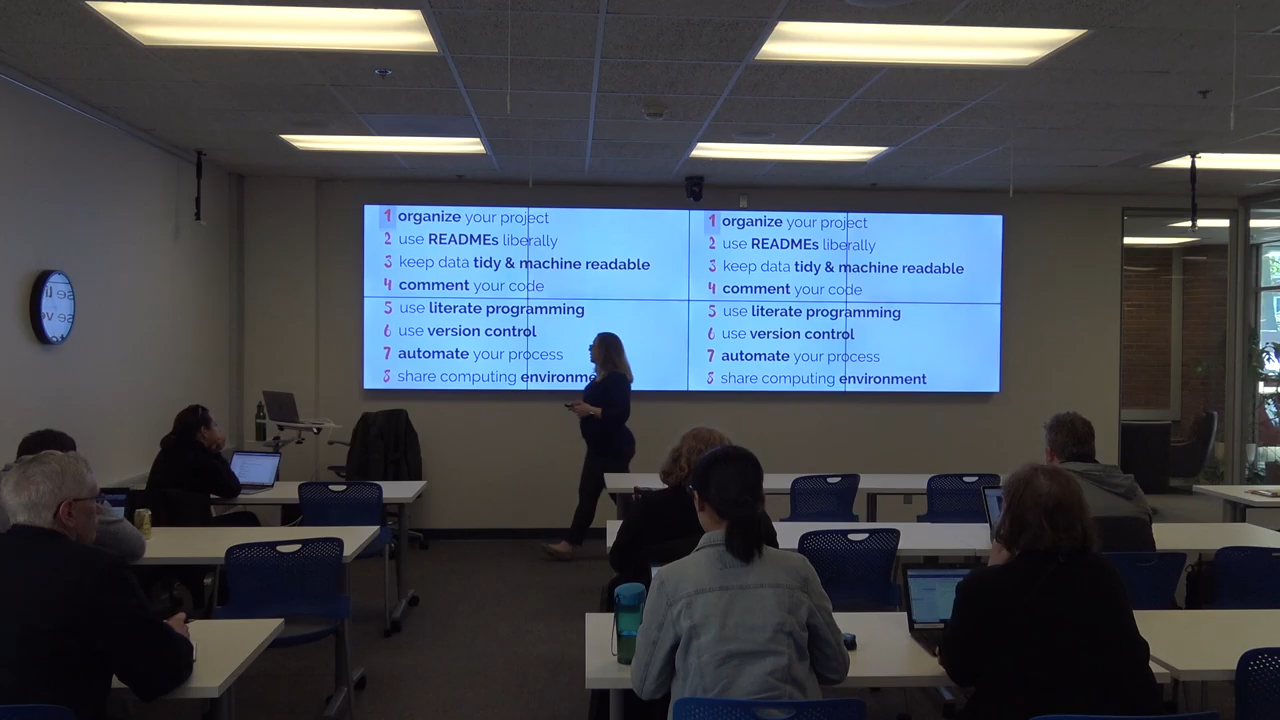 1 organize your project
2 use READMEs liberally
3 keep data tidy & machine readable
4 comment your code
5 use literate programming
6 use version control
7 automate your process
8 share computing environme
1 organize your project
2 use READMEs liberally
3 keep data tidy & machine readable
4 comment your code
5 use literate programming
6 use version control
7 automate your process
8 share computing environment